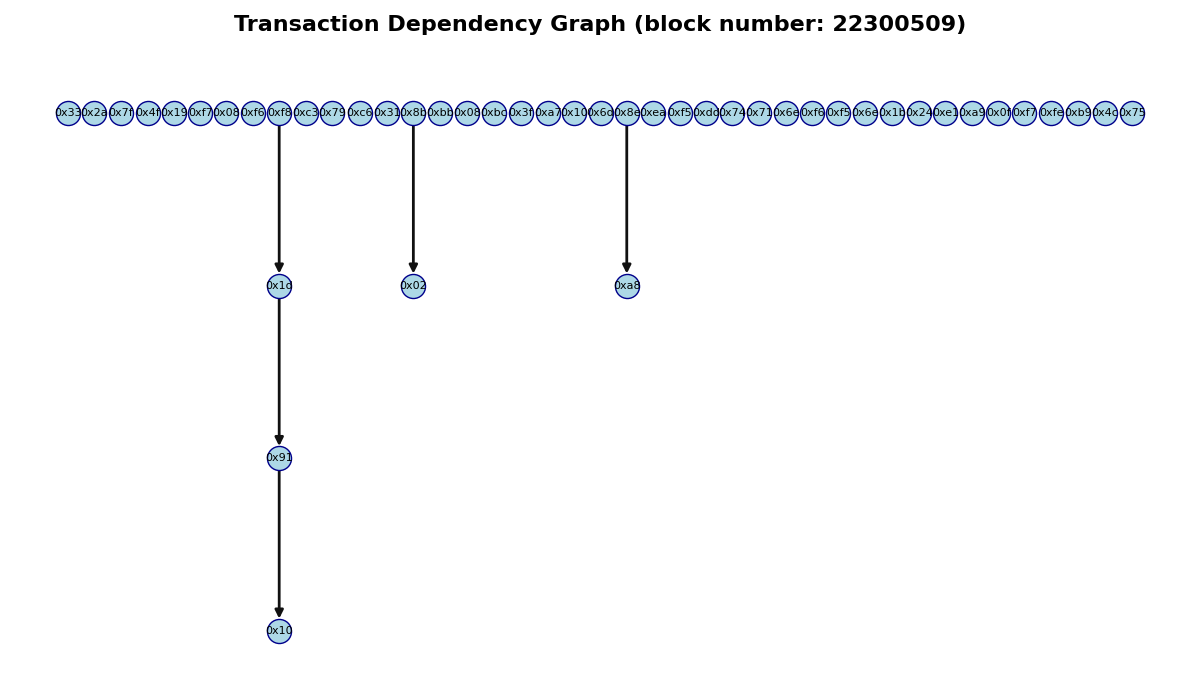 Transaction Dependency Graph (block number: 22300509)
0x33 0x2a 0x7f 0x4f 0x19 0xf7 0x08 0xf6 0xf8 0xc3 0x79 0xc6 0x31 0x8b 0xbb 0x08 0xbc 0x3f 0xa7 0x10 0x6d 0x8e 0xea 0xf5 0xdd 0x74 0x71 0x6e 0xf6 0xf5 0x6e 0x1b 0x24 0xe1 0xa9 0x0f 0xf7 0xfe 0xb9 0x4c 0x75
0x02 0xa8
0x91
0x10